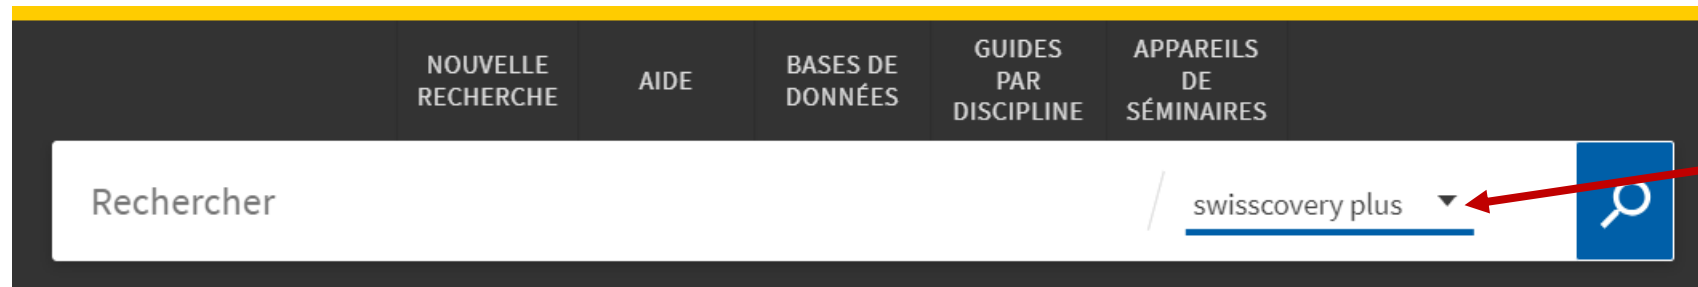 NOUVELLE
RECHERCHE
AIDE
BASES DE
DONNÉES
GUIDES
PAR
DISCIPLINE
APPAREILS
DE
SÉMINAIRES
Rechercher
swisscovery plus